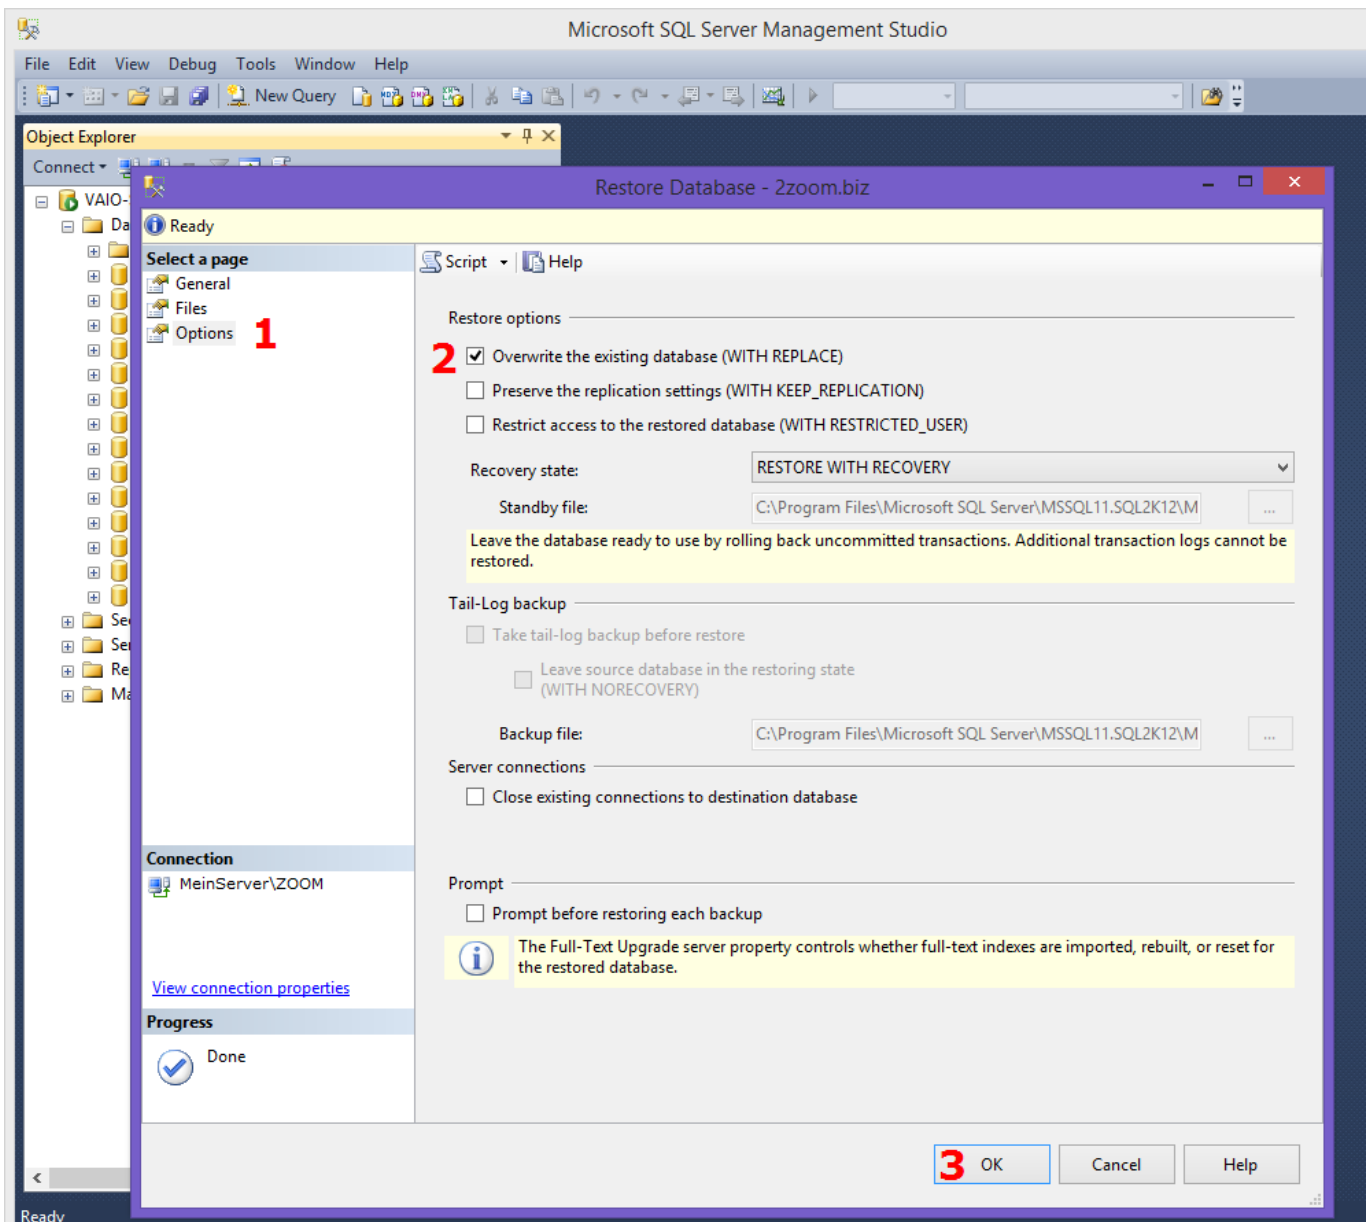 Microsoft SQL Server Management Studio
File Edit View Debug Tools Window Help
New Query
Object Explorer
Connect
VAIO-
Da
Restore Database - 2zoom.biz
Ready
Select a page
General
Files
Options
1
Script
Help
Restore options
2
Overwrite the existing database (WITH REPLACE)
Preserve the replication settings (WITH KEEP_REPLICATION)
Restrict access to the restored database (WITH RESTRICTED_USER)
Recovery state:
RESTORE WITH RECOVERY
Standby file:
C:\Program Files\Microsoft SQL Server\MSSQL11.SQL2K12\M
...
Leave the database ready to use by rolling back uncommitted transactions. Additional transaction logs cannot be
restored.
Tail-Log backup
Take tail-log backup before restore
Leave source database in the restoring state
(WITH NORECOVERY)
Backup file:
C:\Program Files\Microsoft SQL Server\MSSQL11.SQL2K12\M
...
Server connections
Close existing connections to destination database
Se
Re
Ma
Connection
MeinServer\ZOOM
View connection properties
Prompt
Prompt before restoring each backup
The Full-Text Upgrade server property controls whether full-text indexes are imported, rebuilt, or reset for
the restored database.
Progress
Done
3
OK
Cancel
Help
Ready